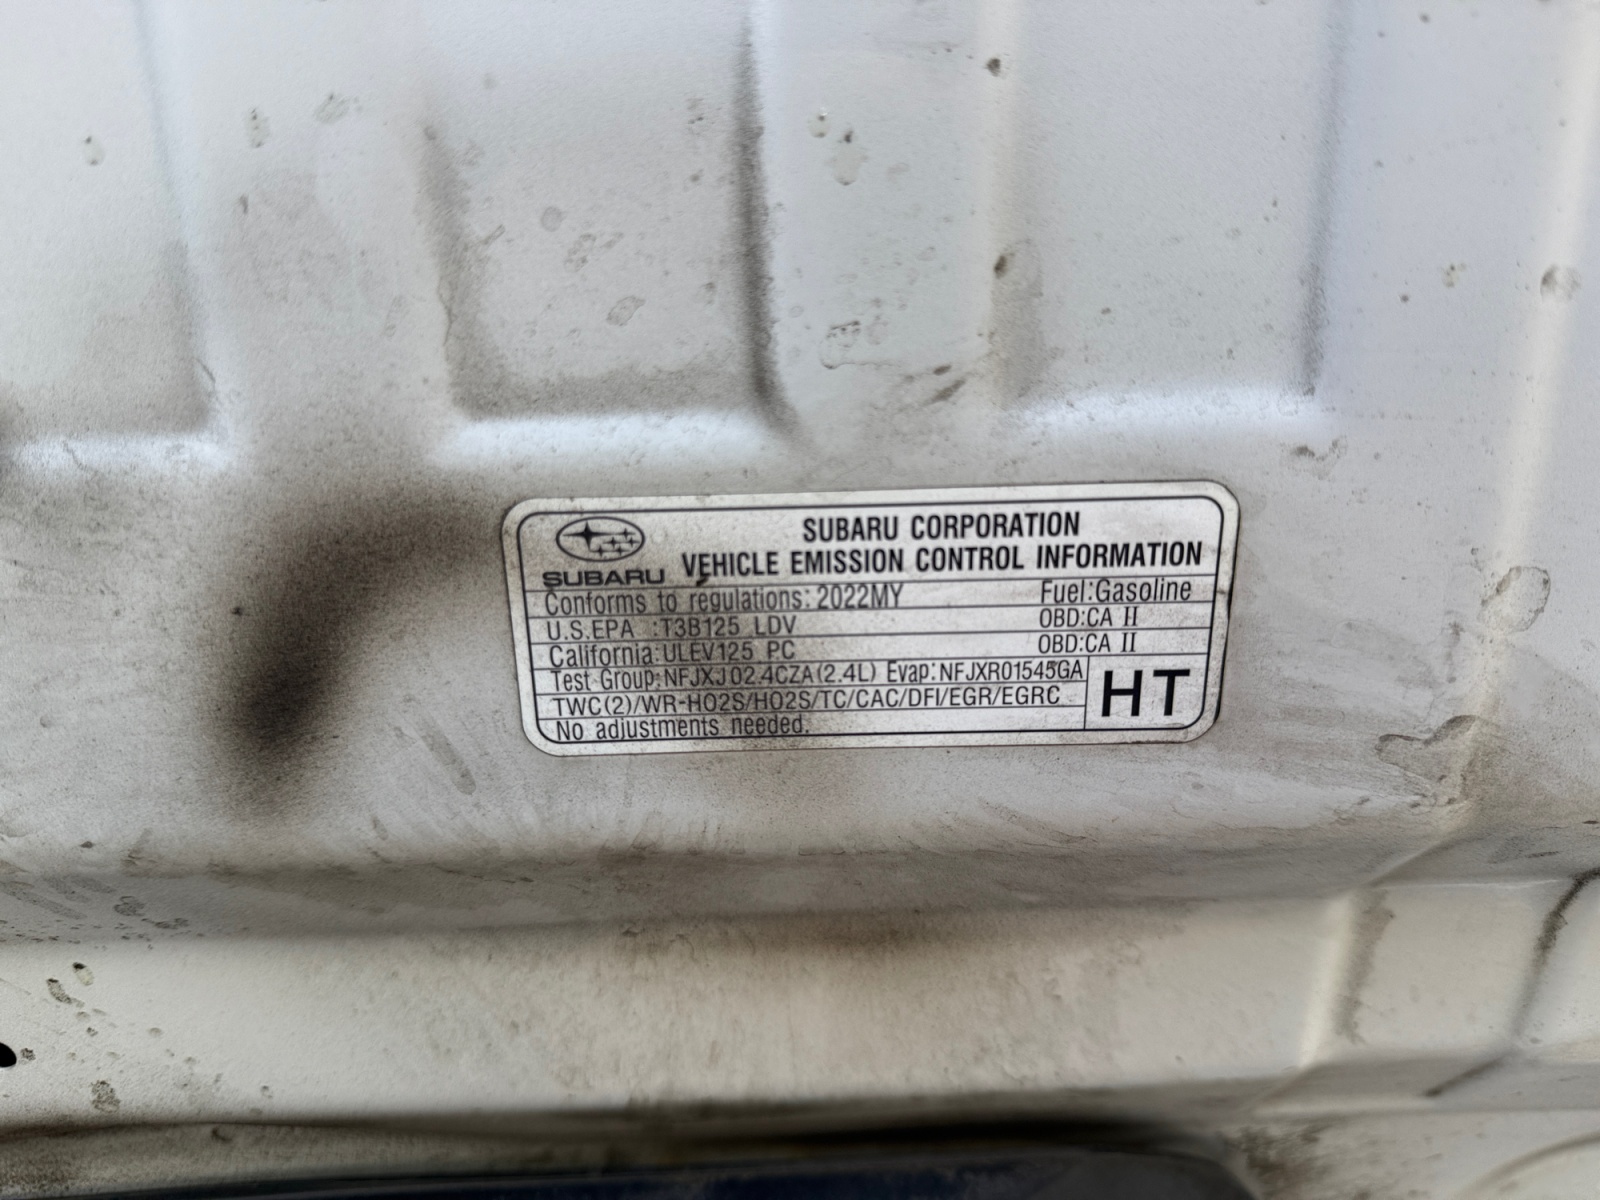 SUBARU CORPORATION
SUBARU VEHICLE EMISSION CONTROL INFORMATION
Conforms to regulations: 2022MY Fuel:Gasoline
U.S.EPA :T3B125 LDV OBD:CA II
California:ULEV125 PC OBD:CA II
Test Group:NFJXJ02.4CZA(2.4L) Evap:NFJXR01545GA
TWC(2)/WR-HO2S/HO2S/TC/CAC/DFI/EGR/EGRC
HT
No adjustments needed.